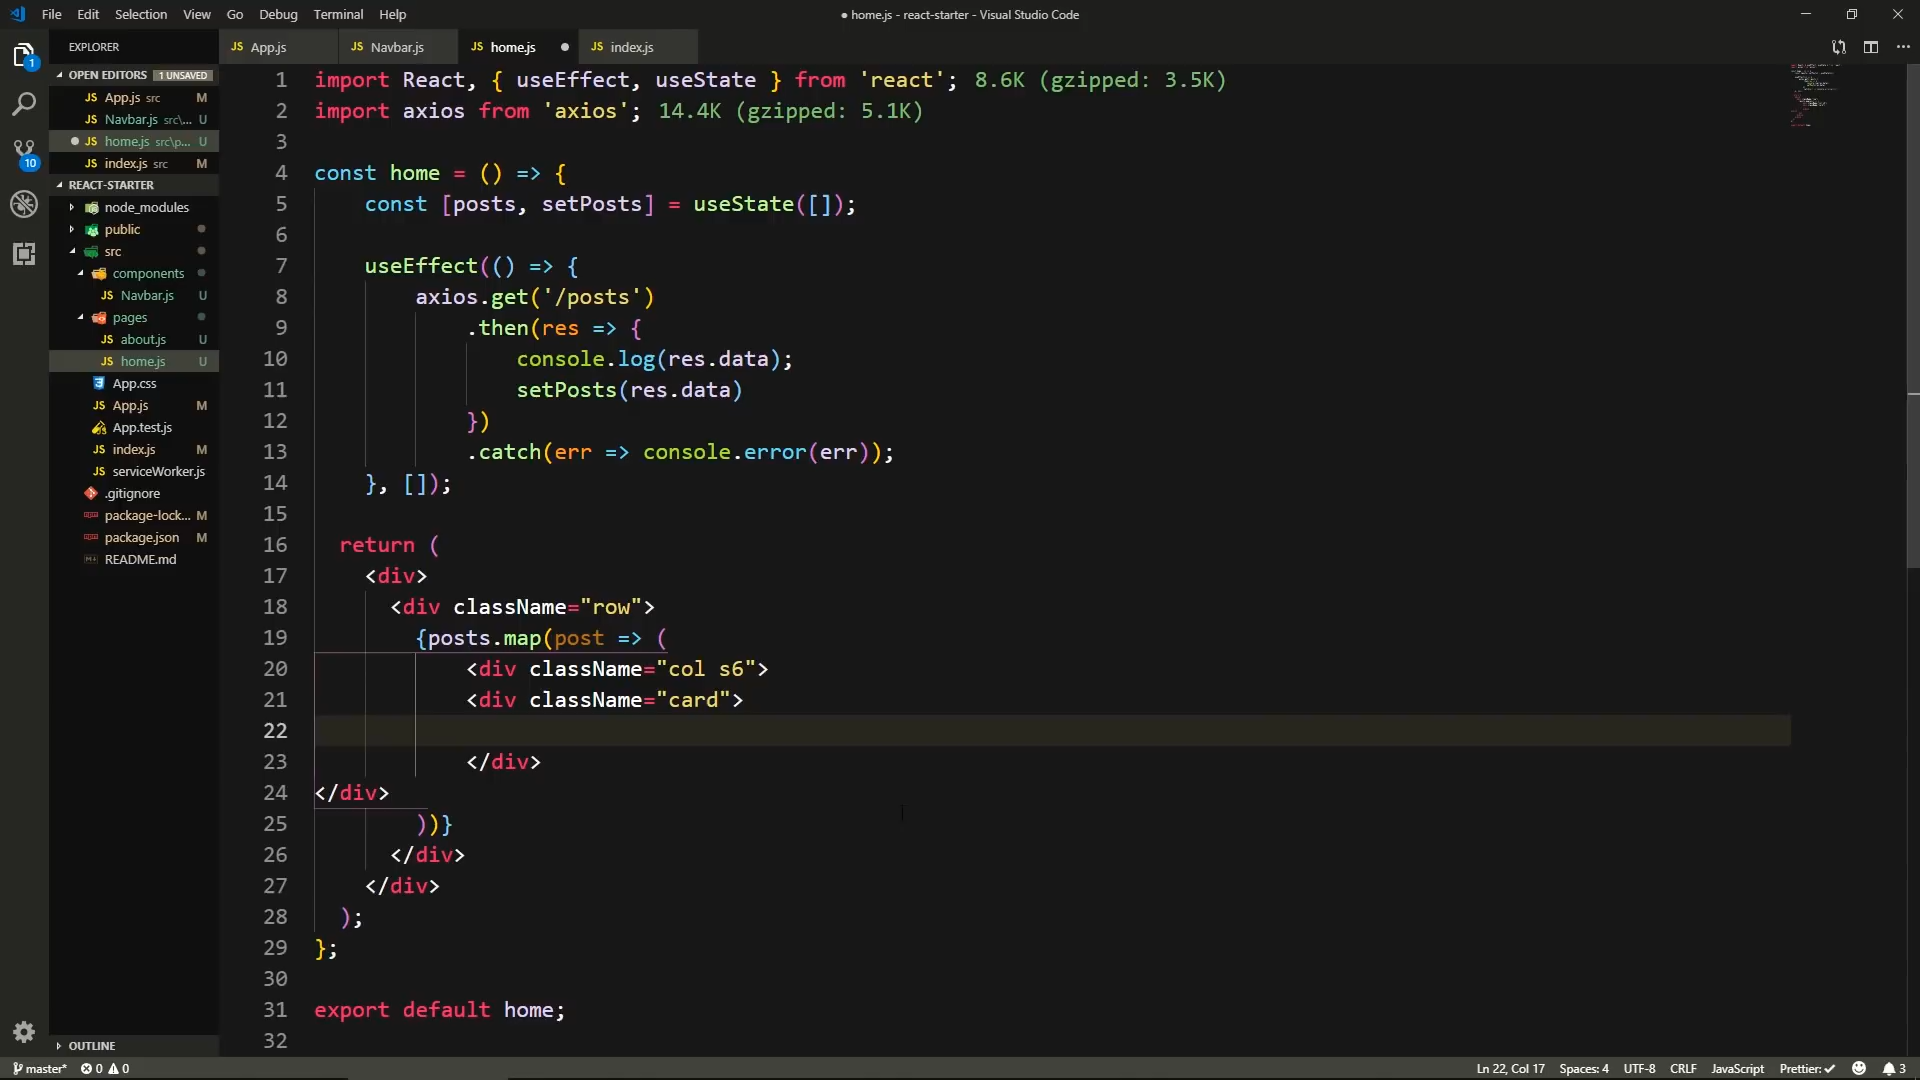 File Edit Selection View Go Debug Terminal Help
● home.js - react-starter - Visual Studio Code
EXPLORER
JS App.js
JS Navbar.js
JS home.js ●
JS index.js
1
OPEN EDITORS 1 UNSAVED
JS App.js src M
JS Navbar.js src\... U
JS home.js src\p... U
JS index.js src M
10
REACT-STARTER
node_modules
public
src
components
JS Navbar.js U
pages
JS about.js U
JS home.js U
App.css
JS App.js M
App.test.js
JS index.js M
JS serviceWorker.js
.gitignore
package-lock... M
package.json M
README.md
OUTLINE
1 import React, { useEffect, useState } from 'react'; 8.6K (gzipped: 3.5K)
2 import axios from 'axios'; 14.4K (gzipped: 5.1K)
3
4 const home = () => {
5 const [posts, setPosts] = useState([]);
6
7 useEffect(() => {
8 axios.get('/posts')
9 .then(res => {
10 console.log(res.data);
11 setPosts(res.data)
12 })
13 .catch(err => console.error(err));
14 }, []);
15
16 return (
17 <div>
18 <div className="row">
19 {posts.map(post => (
20 <div className="col s6">
21 <div className="card">
22
23 </div>
24 </div>
25 ))}
26 </div>
27 </div>
28 );
29 };
30
31 export default home;
32
master* 0 0
Ln 22, Col 17 Spaces: 4 UTF-8 CRLF JavaScript Prettier: ✓ 3